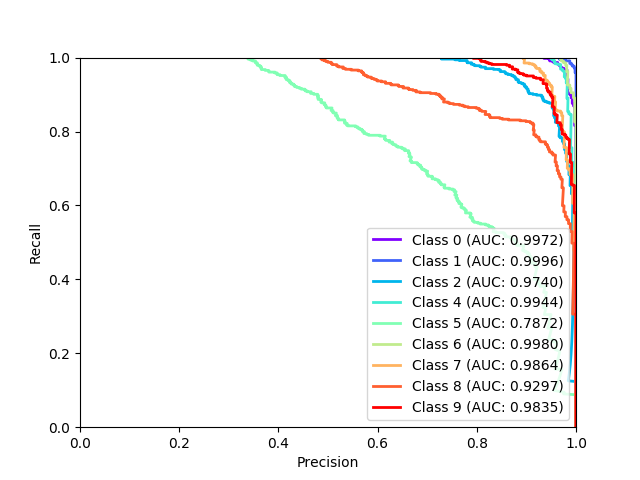 1.0
0.8
0.6
0.4
0.2
0.0
Recall
Class 0 (AUC: 0.9972)
Class 1 (AUC: 0.9996)
Class 2 (AUC: 0.9740)
Class 4 (AUC: 0.9944)
Class 5 (AUC: 0.7872)
Class 6 (AUC: 0.9980)
Class 7 (AUC: 0.9864)
Class 8 (AUC: 0.9297)
Class 9 (AUC: 0.9835)
0.0 0.2 0.4 0.6 0.8 1.0
Precision